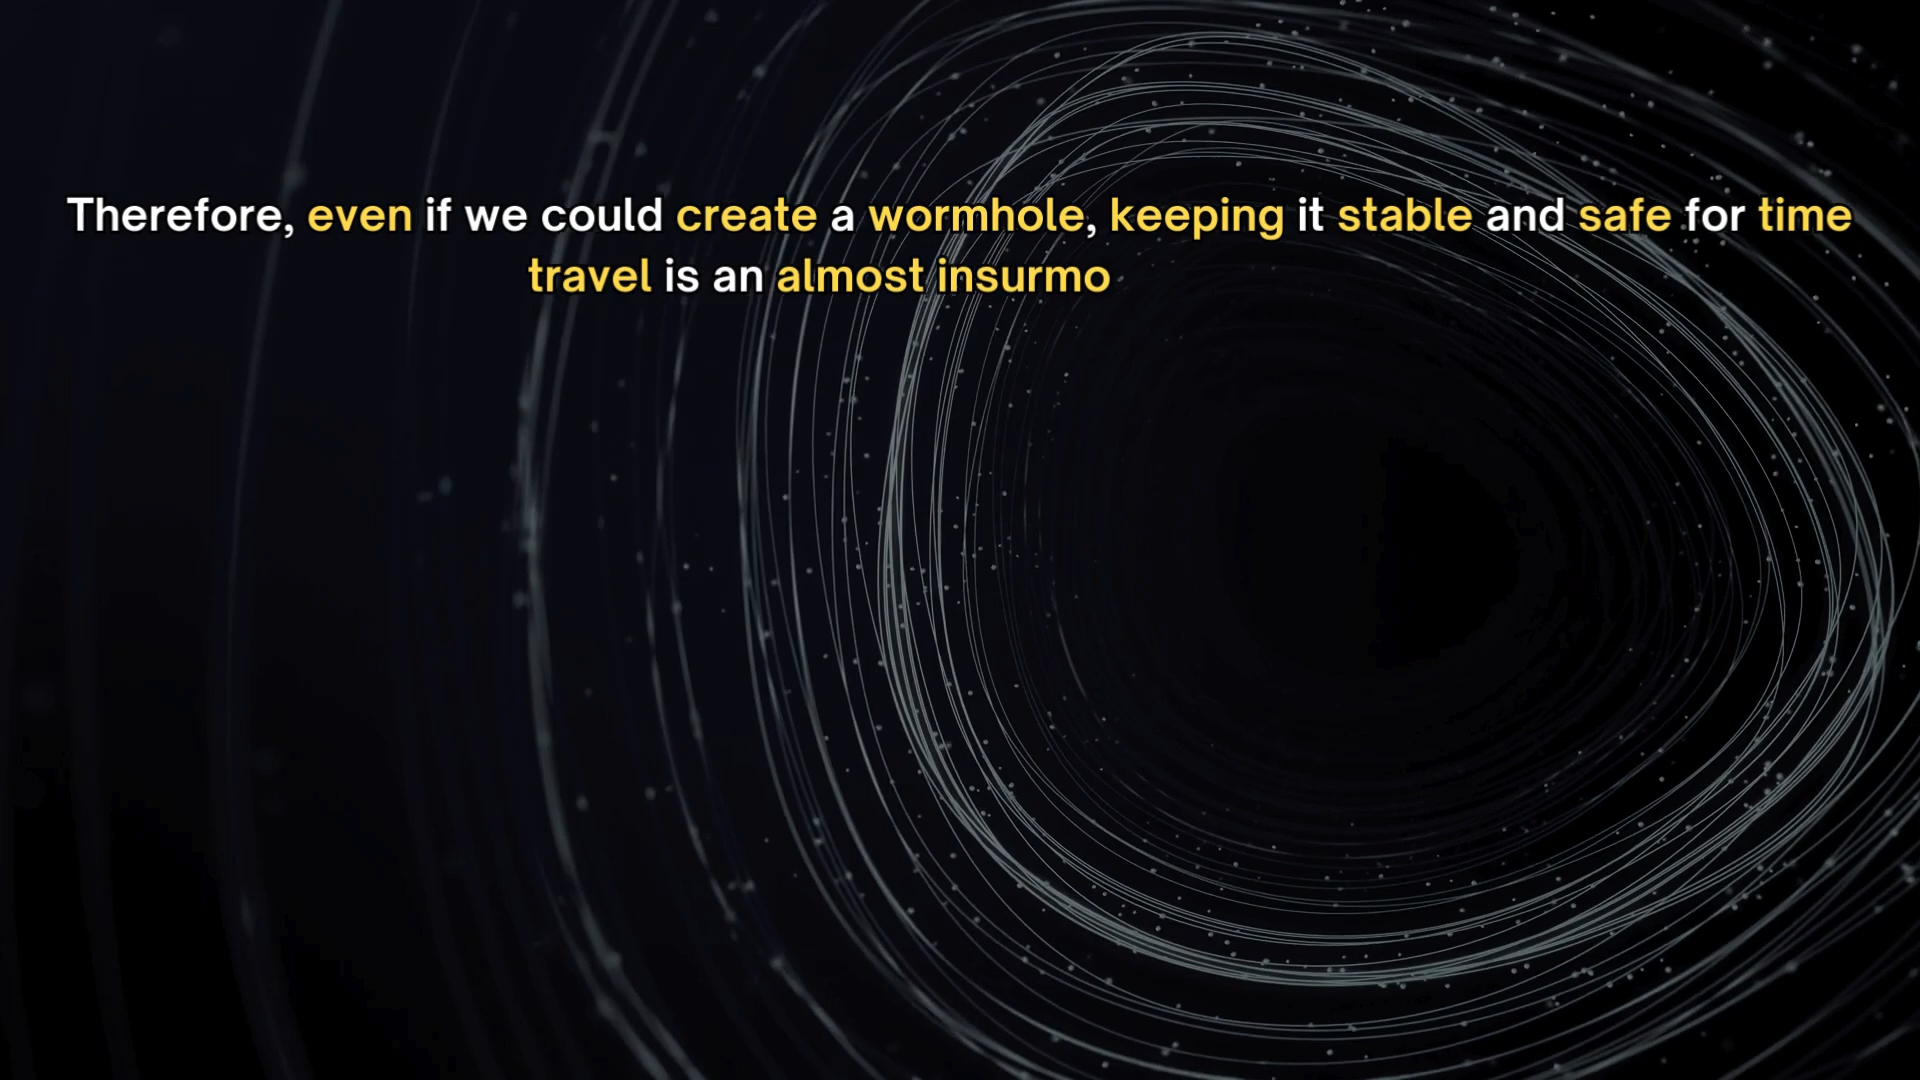 Therefore, even if we could create a wormhole, keeping it stable and safe for time
travel is an almost insurmo